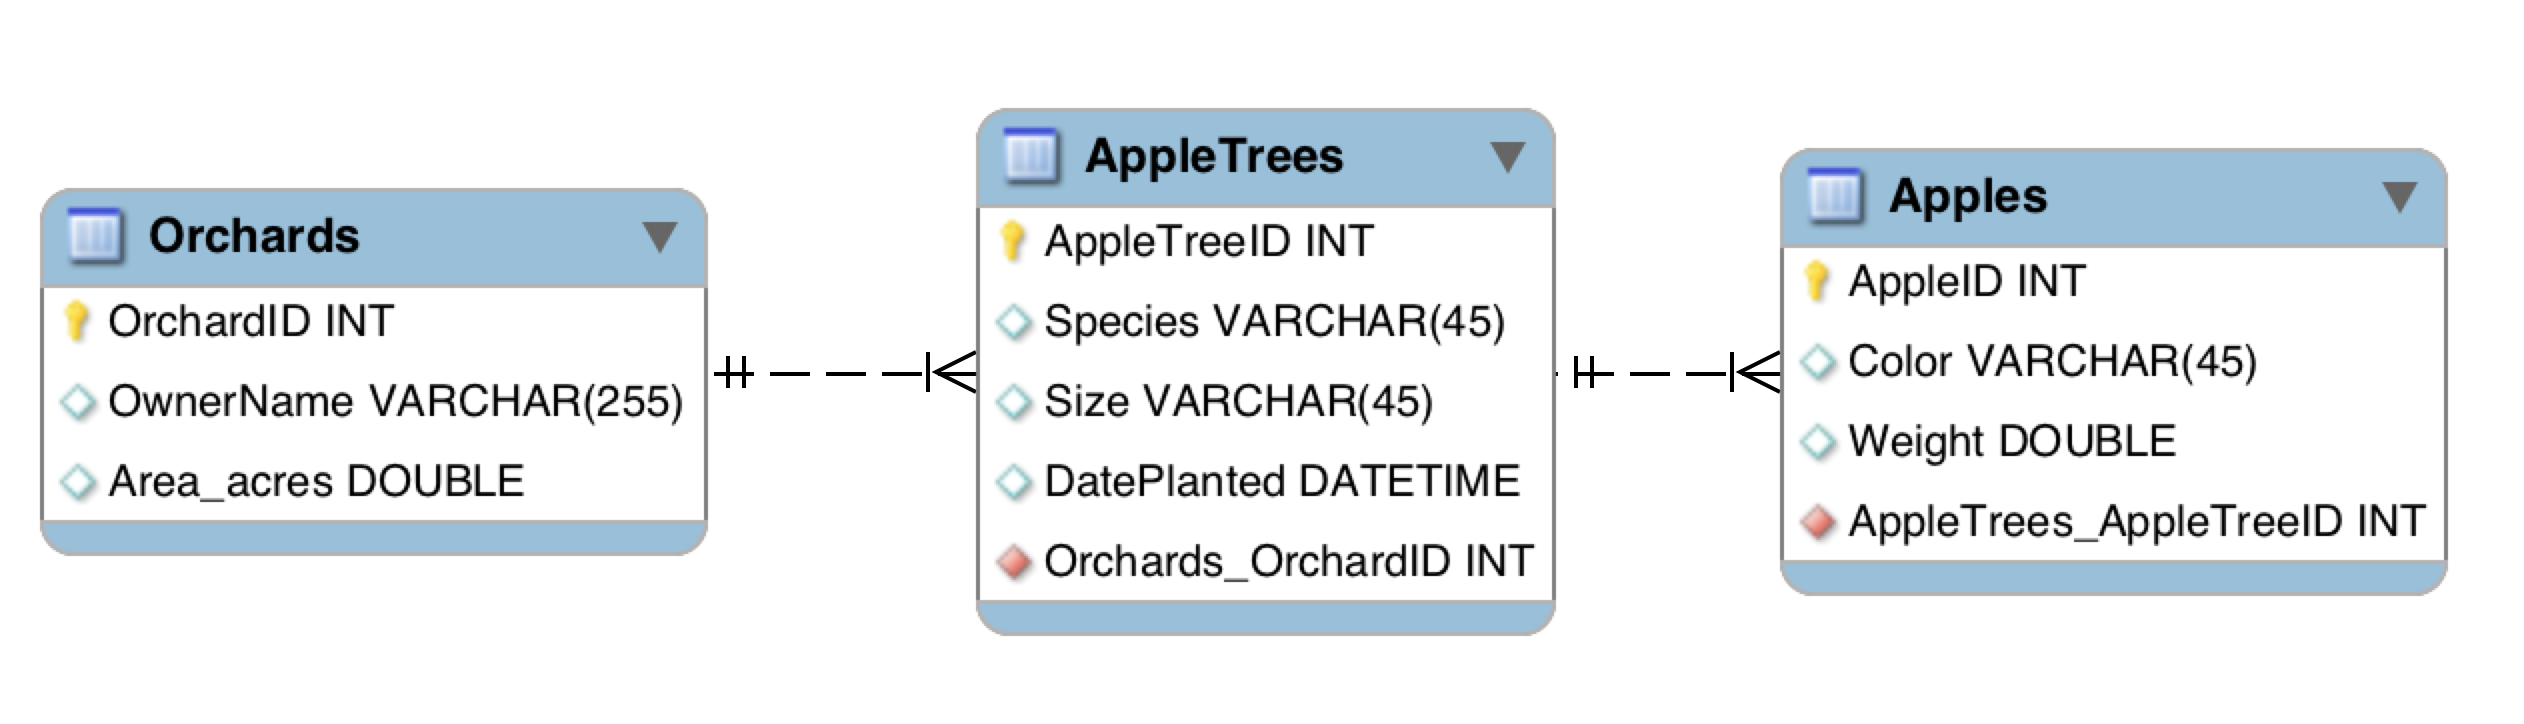 Orchards
OrchardID INT
OwnerName VARCHAR(255)
Area_acres DOUBLE
AppleTrees
AppleTreeID INT
Species VARCHAR(45)
Size VARCHAR(45)
DatePlanted DATETIME
Orchards_OrchardID INT
Apples
AppleID INT
Color VARCHAR(45)
Weight DOUBLE
AppleTrees_AppleTreeID INT